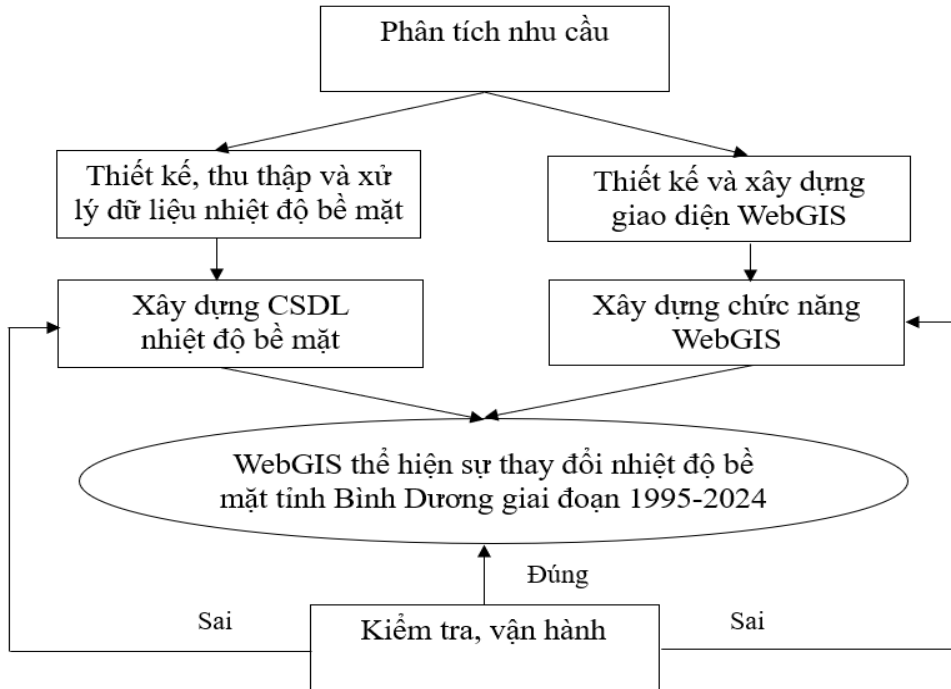 Phân tích nhu cầu
Thiết kế, thu thập và xử
lý dữ liệu nhiệt độ bề mặt
Thiết kế và xây dựng
giao diện WebGIS
Xây dựng CSDL
nhiệt độ bề mặt
Xây dựng chức năng
WebGIS
WebGIS thể hiện sự thay đổi nhiệt độ bề
mặt tỉnh Bình Dương giai đoạn 1995-2024
Đúng
Sai
Kiểm tra, vận hành
Sai